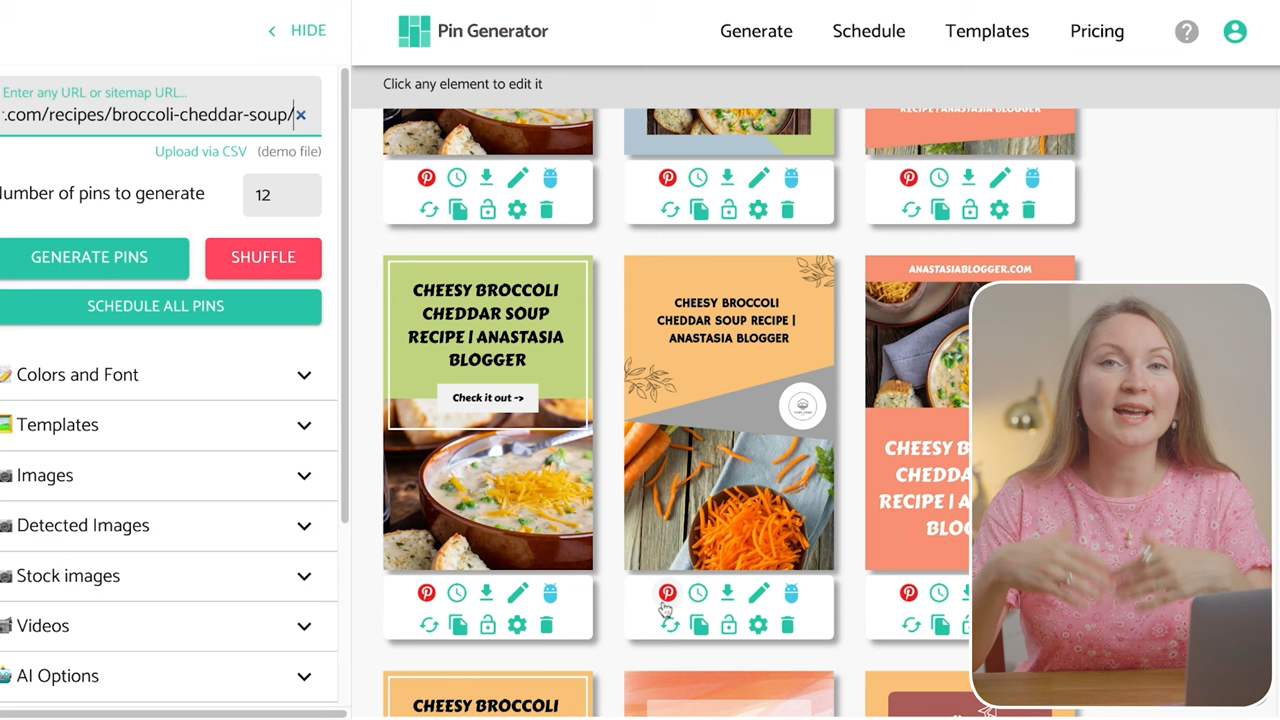 HIDE
Enter any URL or sitemap URL...
.com/recipes/broccoli-cheddar-soup/
Upload via CSV (demo file)
umber of pins to generate
12
GENERATE PINS
SHUFFLE
SCHEDULE ALL PINS
Colors and Font
Templates
Images
Detected Images
Stock images
Videos
AI Options
Pin Generator
Generate
Schedule
Templates
Pricing
Click any element to edit it
RECIPE | ANASTASIA BLOGGER
CHEESY BROCCOLI
CHEDDAR SOUP
RECIPE | ANASTASIA
BLOGGER
Check it out ->
CHEESY BROCCOLI
CHEDDAR SOUP RECIPE |
ANASTASIA BLOGGER
ANASTASIABLOGGER.COM
CHEESY B
CHEDDA
RECIPE | A
BLO
CHEESY BROCCOLI